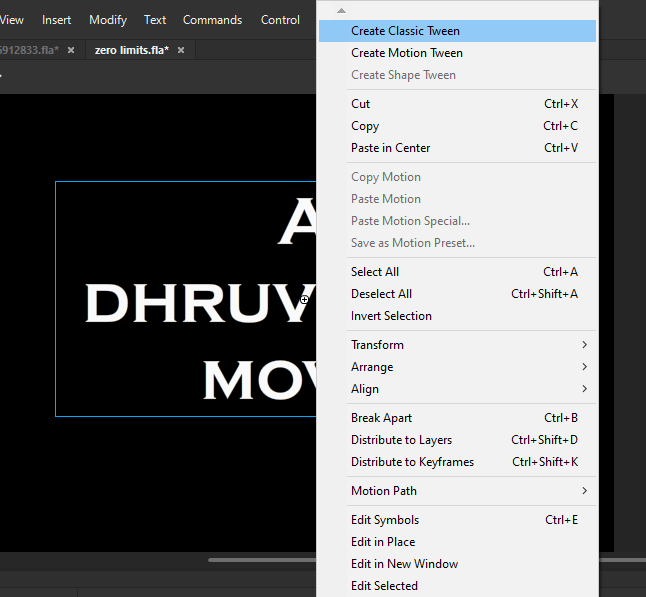 View Insert Modify Text Commands Control
5912833.fla* × zero limits.fla* ×
A
DHRUV
MOV
Create Classic Tween
Create Motion Tween
Create Shape Tween
Cut Ctrl+X
Copy Ctrl+C
Paste in Center Ctrl+V
Copy Motion
Paste Motion
Paste Motion Special...
Save as Motion Preset...
Select All Ctrl+A
Deselect All Ctrl+Shift+A
Invert Selection
Transform >
Arrange >
Align >
Break Apart Ctrl+B
Distribute to Layers Ctrl+Shift+D
Distribute to Keyframes Ctrl+Shift+K
Motion Path >
Edit Symbols Ctrl+E
Edit in Place
Edit in New Window
Edit Selected